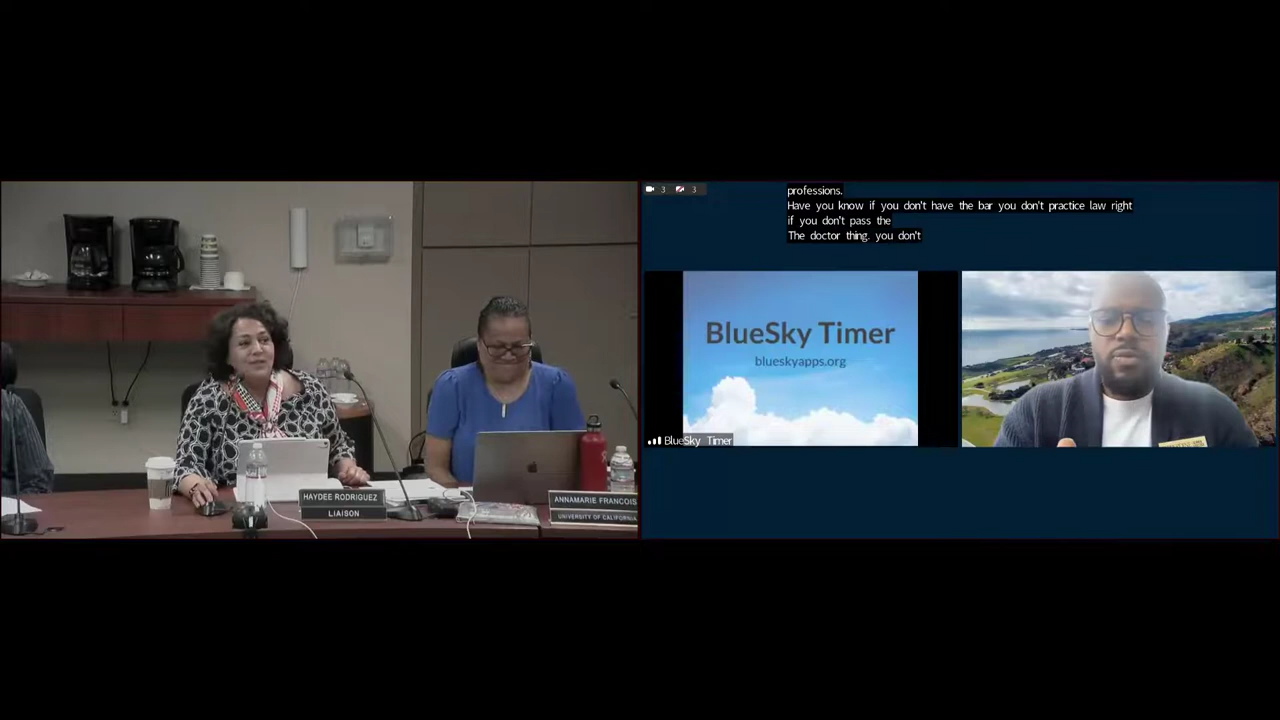 HAYDEE RODRIGUEZ
LIAISON
ANNAMARIE FRANCOIS
UNIVERSITY OF CALIFORNIA
3 3
professions.
Have you know if you don't have the bar you don't practice law right
if you don't pass the
The doctor thing. you don't
BlueSky Timer
blueskyapps.org
BlueSky Timer